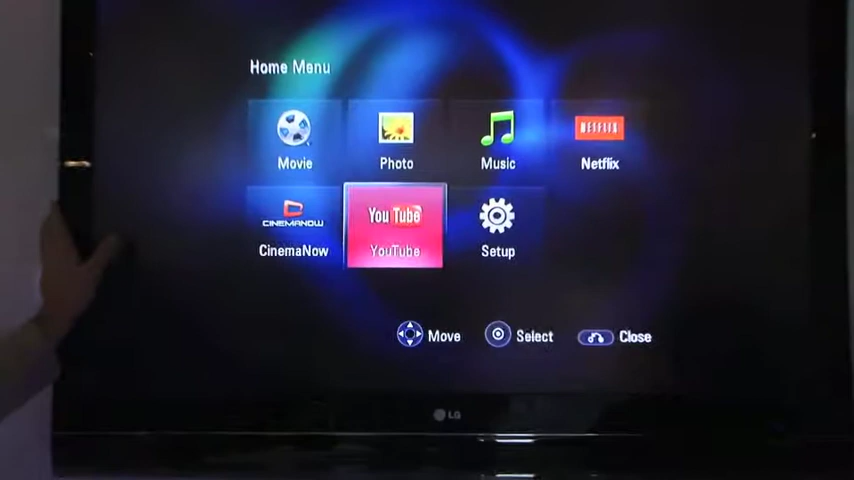 Home Menu
Movie
Photo
Music
NETFLIX
Netflix
CINEMANOW
CinemaNow
You Tube
YouTube
Setup
Move
Select
Close
LG